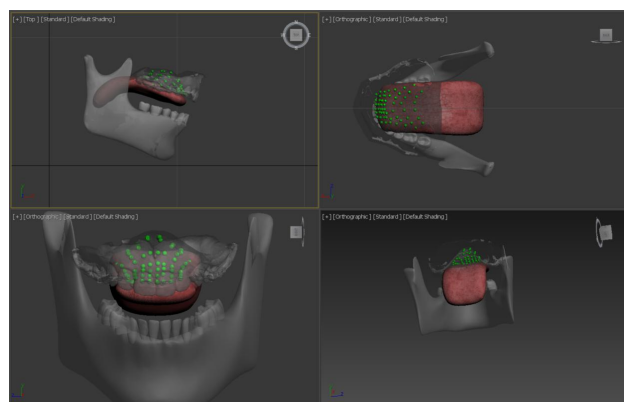 [+] [Top ] [Standard ] [Default Shading ]
[+] [Orthographic ] [Standard ] [Default Shading ]
[+] [Orthographic ] [Standard ] [Default Shading ]
[+] [Orthographic ] [Standard ] [Default Shading ]